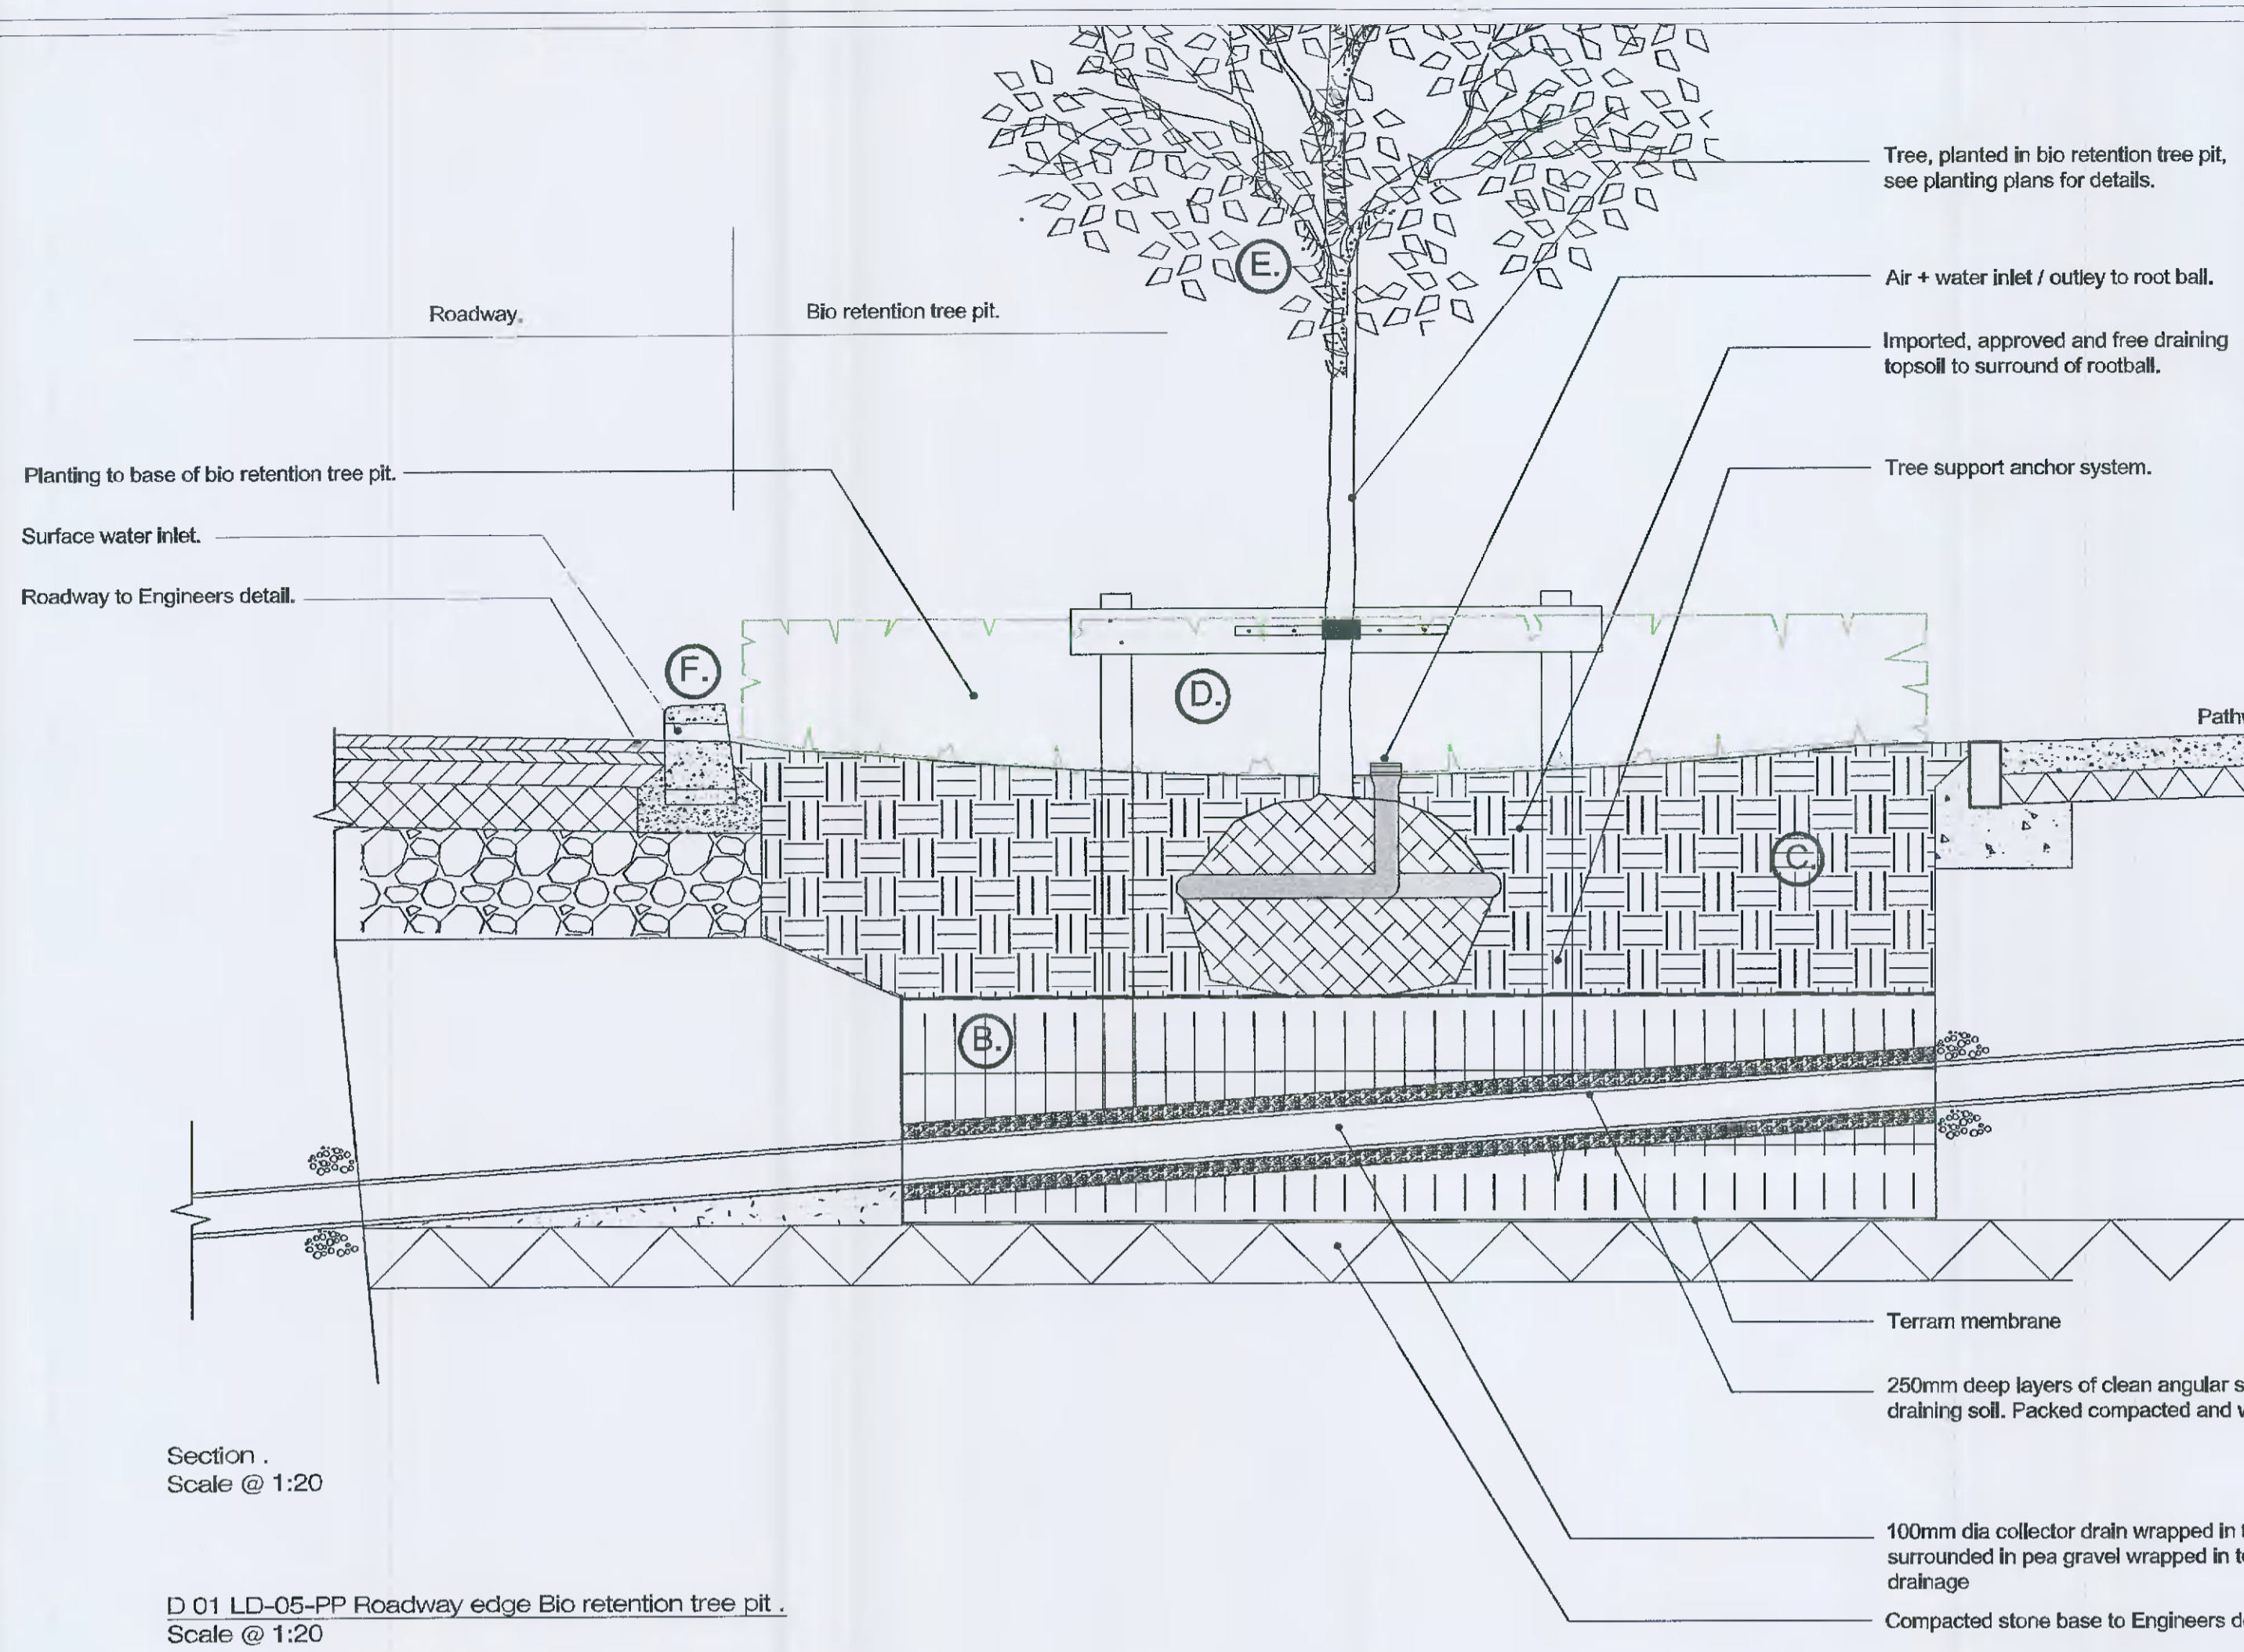 Tree, planted in bio retention tree pit,
see planting plans for details.
E.
Air + water inlet / outley to root ball.
Roadway.
Bio retention tree pit.
Imported, approved and free draining
topsoil to surround of rootball.
Planting to base of bio retention tree pit.
Tree support anchor system.
Surface water inlet.
Roadway to Engineers detail.
F.
D.
C.
B.
Terram membrane
250mm deep layers of clean angular
draining soil. Packed compacted and
Section .
Scale @ 1:20
100mm dia collector drain wrapped in
surrounded in pea gravel wrapped in
drainage
D 01 LD-05-PP Roadway edge Bio retention tree pit .
Scale @ 1:20
Compacted stone base to Engineers